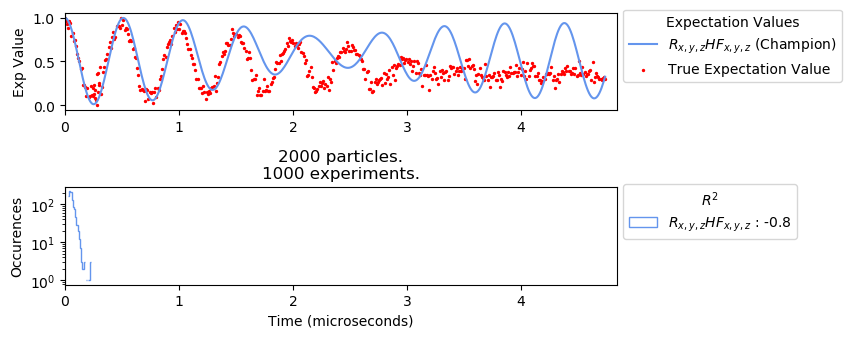 1.0
0.5
0.0
Exp Value
0 1 2 3 4
Expectation Values
R_{x,y,z}HF_{x,y,z} (Champion)
True Expectation Value
2000 particles.
1000 experiments.
10^2
10^1
10^0
Occurences
0 1 2 3 4
Time (microseconds)
R^2
R_{x,y,z}HF_{x,y,z} : -0.8